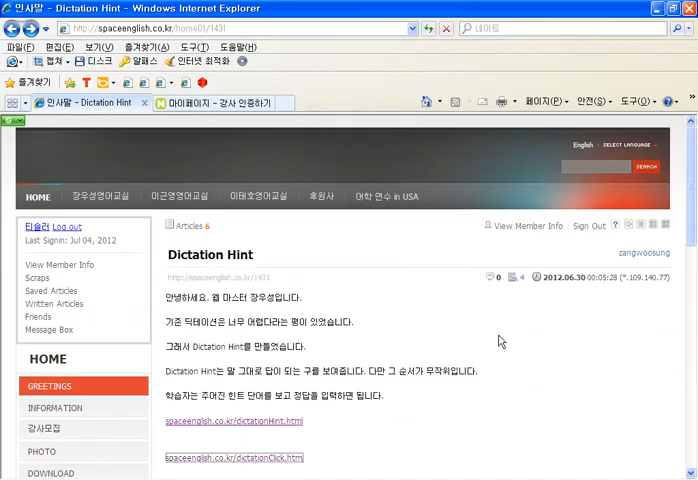 인사말 - Dictation Hint - Windows Internet Explorer
http://spaceenglish.co.kr/home01/1431
네이트
파일(F) 편집(E) 보기(V) 즐겨찾기(A) 도구(T) 도움말(H)
캡쳐 디스크 알패스 인터넷 최적화
즐겨찾기
인사말 - Dictation Hint
마이페이지 - 강사 인증하기
페이지(P) 안전(S) 도구(O)
English SELECT LANGUAGE
SEARCH
HOME 장우성영어교실 이근영영어교실 이태호영어교실 후원사 어학 연수 in USA
티슬러 Log out
Last Signin: Jul 04, 2012
View Member Info
Scraps
Saved Articles
Written Articles
Friends
Message Box
HOME
GREETINGS
INFORMATION
강사모집
PHOTO
DOWNLOAD
Articles 6
View Member Info Sign Out
Dictation Hint
zangwoosung
http://spaceenglish.co.kr/1431
0 4 2012.06.30 00:05:28 (*.109.140.77)
안녕하세요. 웹 마스터 장우성입니다.
기존 딕테이션은 너무 어렵다라는 평이 있었습니다.
그래서 Dictation Hint를 만들었습니다.
Dictation Hint는 말 그대로 답이 되는 구를 보여줍니다. 다만 그 순서가 무작위입니다.
학습자는 주어진 힌트 단어를 보고 정답을 입력하면 됩니다.
spaceenglish.co.kr/dictationHint.html
spaceenglish.co.kr/dictationClick.html